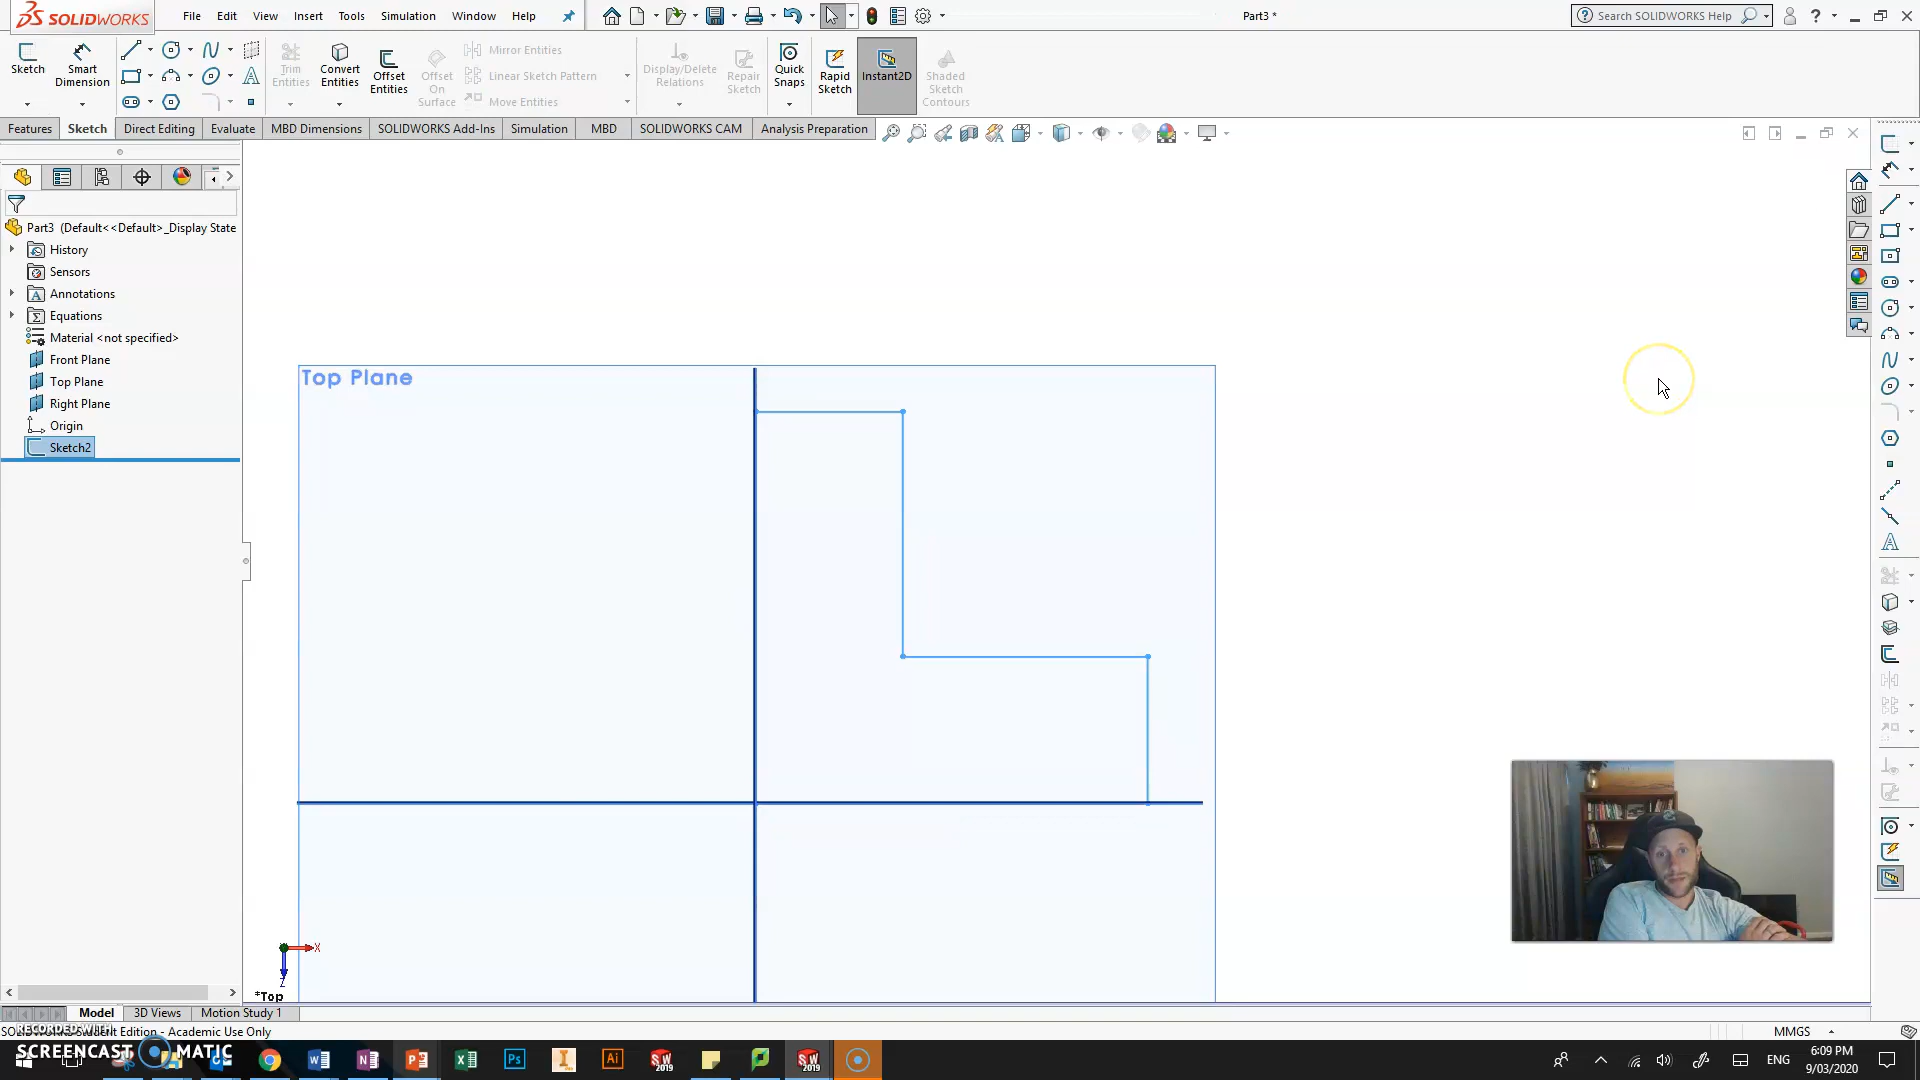 SOLIDWORKS File Edit View Insert Tools Simulation Window Help Part3 * Search SOLIDWORKS Help
Sketch
Smart Dimension
Trim Entities
Convert Entities
Offset Entities
Offset On Surface
Mirror Entities
Linear Sketch Pattern
Move Entities
Display/Delete Relations
Repair Sketch
Quick Snaps
Rapid Sketch
Instant2D
Shaded Sketch Contours
Features Sketch Direct Editing Evaluate MBD Dimensions SOLIDWORKS Add-Ins Simulation MBD SOLIDWORKS CAM Analysis Preparation
Part3 (Default<<Default>_Display State
History
Sensors
Annotations
Equations
Material <not specified>
Front Plane
Top Plane
Right Plane
Origin
Sketch2
Top Plane
X
Z
*Top
Model 3D Views Motion Study 1
SOLIDWORKS Student Edition - Academic Use Only MMGS
RECORDED WITH
SCREENCAST MATIC
ENG 6:09 PM
9/03/2020